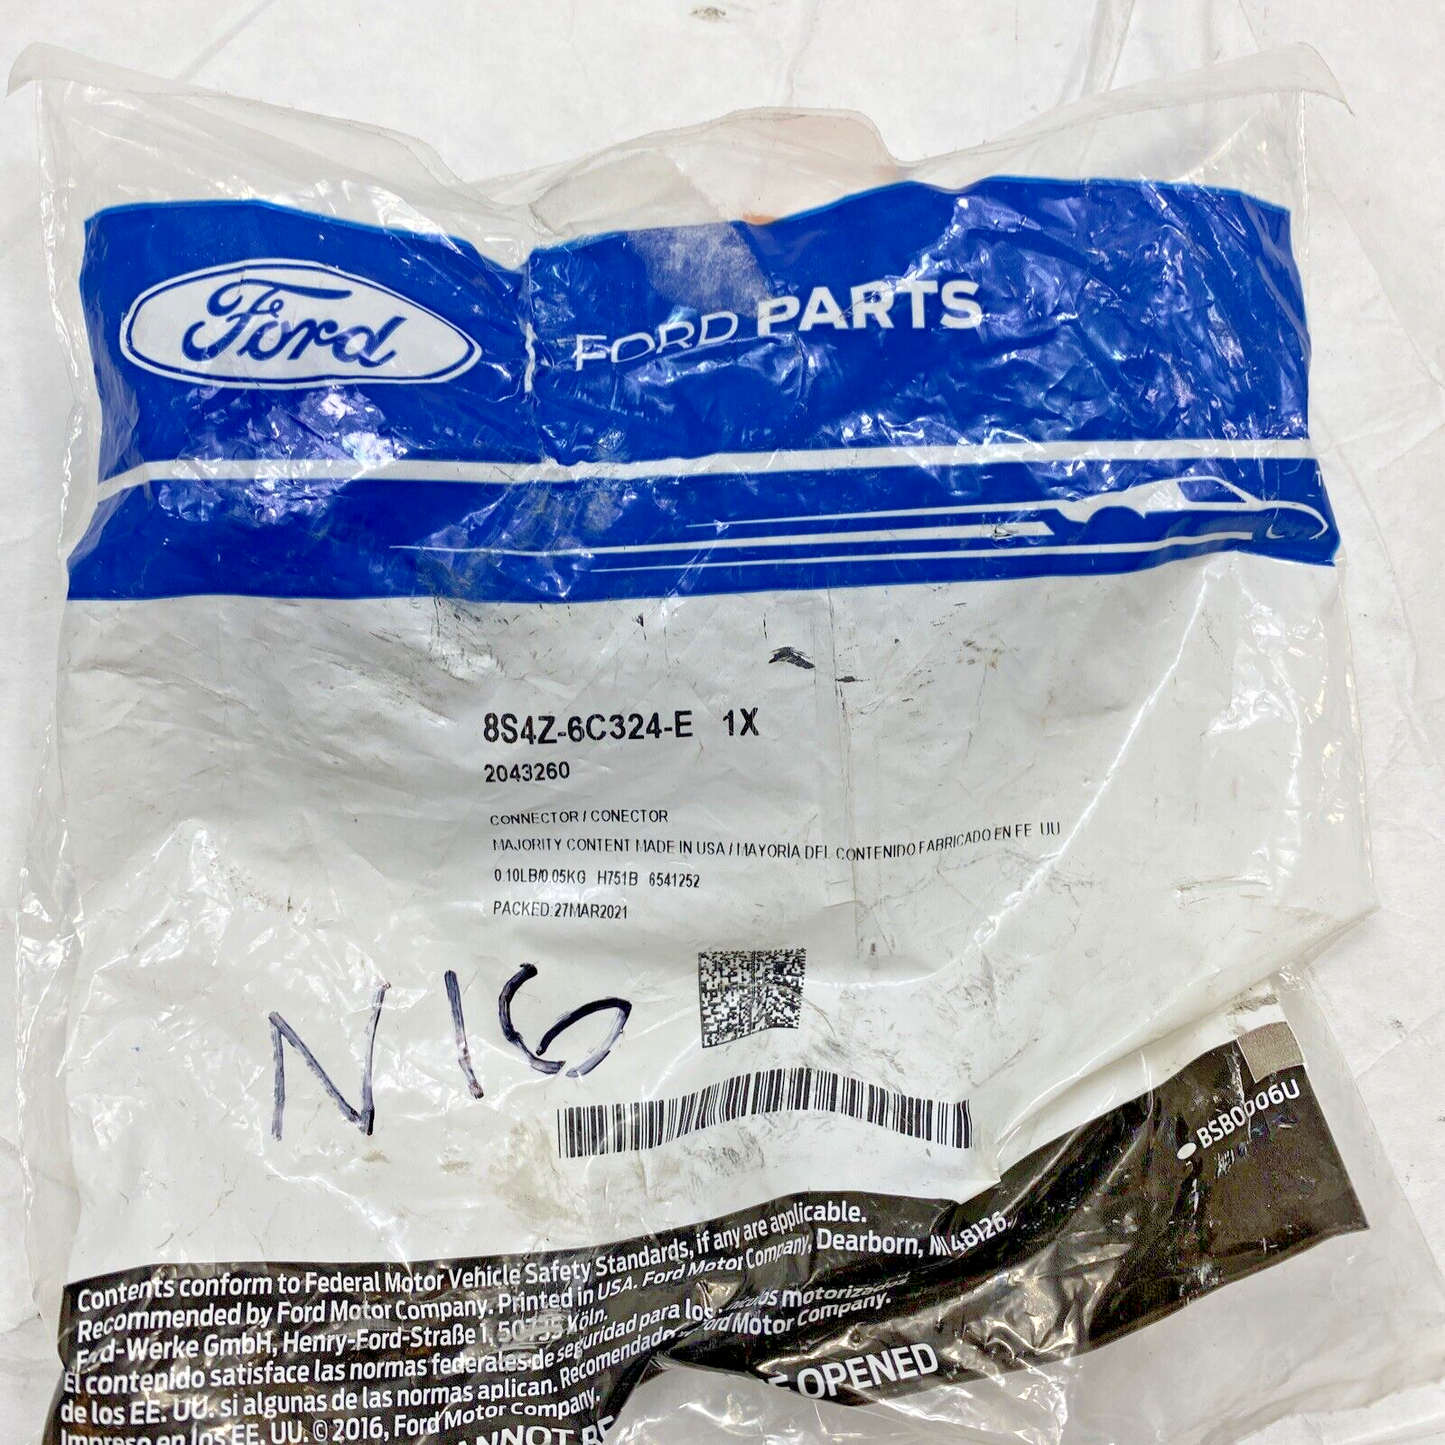 Ford
FORD PARTS
8S4Z-6C324-E 1X
2043260
CONNECTOR / CONECTOR
MAJORITY CONTENT MADE IN USA / MAYORÍA DEL CONTENIDO FABRICADO EN EE UU
0.10LB/0.05KG H751B 6541252
PACKED:27MAR2021
N16
BSB0006U
Contents conform to Federal Motor Vehicle Safety Standards, if any are applicable.
Recommended by Ford Motor Company. Printed in USA. Ford Motor Company, Dearborn, MI 48126.
Ford-Werke GmbH, Henry-Ford-Straße 1, 50735 Köln.
El contenido satisface las normas federales de seguridad para los motorizados
de los EE. UU. si algunas de las normas aplican. Recomendado Ford Motor Company.
Impreso en los EE. UU. © 2016, Ford Motor Company.
OPENED